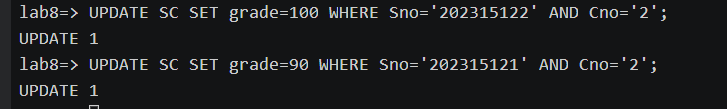 lab8=> UPDATE SC SET grade=100 WHERE Sno='202315122' AND Cno='2';
UPDATE 1
lab8=> UPDATE SC SET grade=90 WHERE Sno='202315121' AND Cno='2';
UPDATE 1